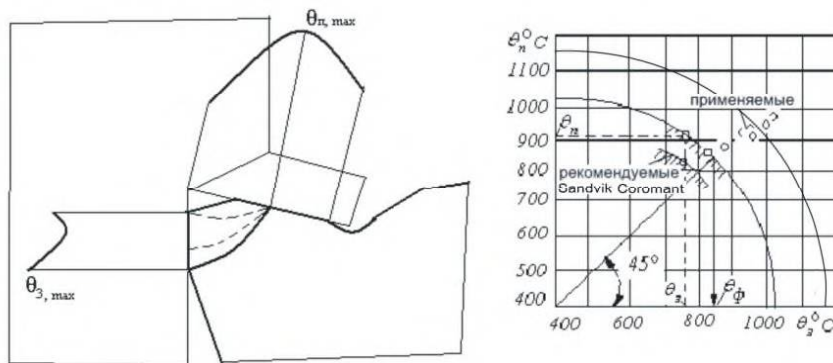 θп, max
θ3, max
θп°C
1100
1000
θп
900
800
700
600
500
400
применяемые
рекомендуемые
Sandvik Coromant
45°
θз
θф
400
600
800
1000
θз°C